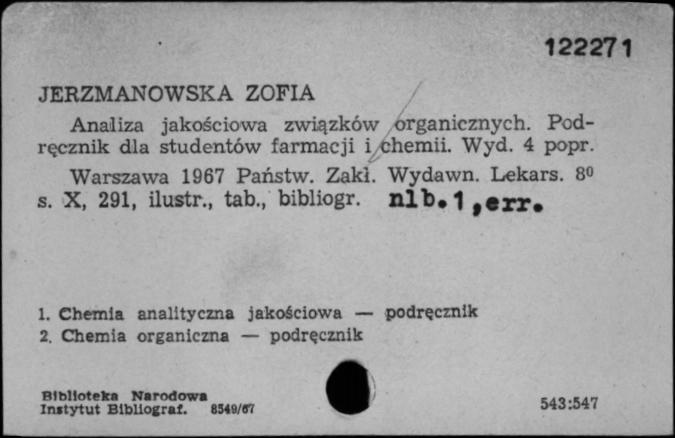 122271
JERZMANOWSKA ZOFIA
Analiza jakościowa związków organicznych. Pod-
ręcznik dla studentów farmacji i chemii. Wyd. 4 popr.
Warszawa 1967 Państw. Zakł. Wydawn. Lekars. 8⁰
s. X, 291, ilustr., tab., bibliogr. nlb.1,err.
1. Chemia analityczna jakościowa — podręcznik
2. Chemia organiczna — podręcznik
Biblioteka Narodowa
Instytut Bibliograf. 8549/67
543:547